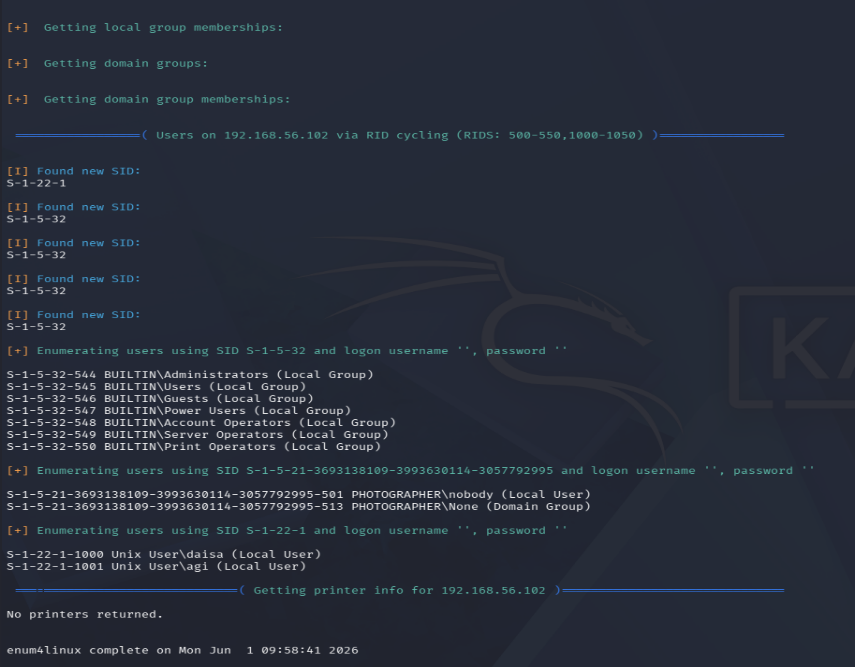 [+]  Getting local group memberships:
[+]  Getting domain groups:
[+]  Getting domain group memberships:
( Users on 192.168.56.102 via RID cycling (RIDS: 500-550,1000-1050) )
[I] Found new SID:
S-1-22-1
[I] Found new SID:
S-1-5-32
[I] Found new SID:
S-1-5-32
[I] Found new SID:
S-1-5-32
[I] Found new SID:
S-1-5-32
[+] Enumerating users using SID S-1-5-32 and logon username '', password ''
S-1-5-32-544 BUILTIN\Administrators (Local Group)
S-1-5-32-545 BUILTIN\Users (Local Group)
S-1-5-32-546 BUILTIN\Guests (Local Group)
S-1-5-32-547 BUILTIN\Power Users (Local Group)
S-1-5-32-548 BUILTIN\Account Operators (Local Group)
S-1-5-32-549 BUILTIN\Server Operators (Local Group)
S-1-5-32-550 BUILTIN\Print Operators (Local Group)
[+] Enumerating users using SID S-1-5-21-3693138109-3993630114-3057792995 and logon username '', password ''
S-1-5-21-3693138109-3993630114-3057792995-501 PHOTOGRAPHER\nobody (Local User)
S-1-5-21-3693138109-3993630114-3057792995-513 PHOTOGRAPHER\None (Domain Group)
[+] Enumerating users using SID S-1-22-1 and logon username '', password ''
S-1-22-1-1000 Unix User\daisa (Local User)
S-1-22-1-1001 Unix User\agi (Local User)
( Getting printer info for 192.168.56.102 )
No printers returned.
enum4linux complete on Mon Jun  1 09:58:41 2026
KA